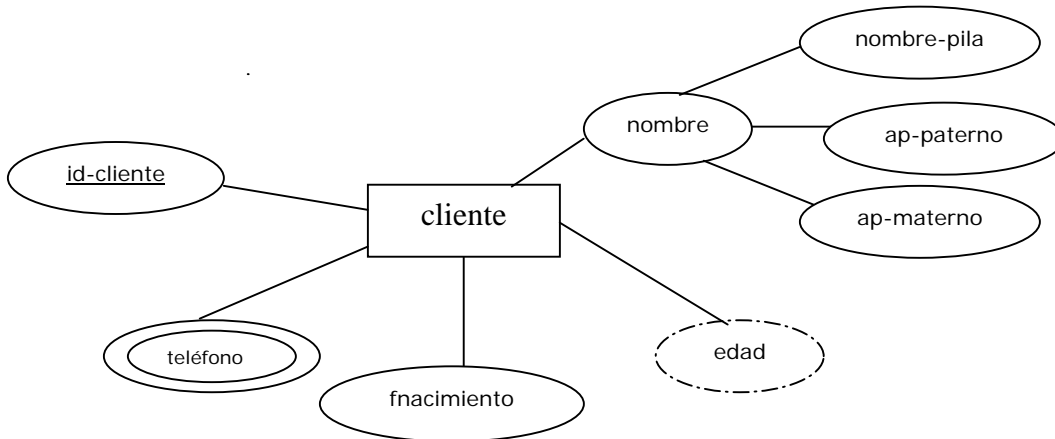 nombre-pila
nombre
ap-paterno
id-cliente
cliente
ap-materno
teléfono
edad
fnacimiento